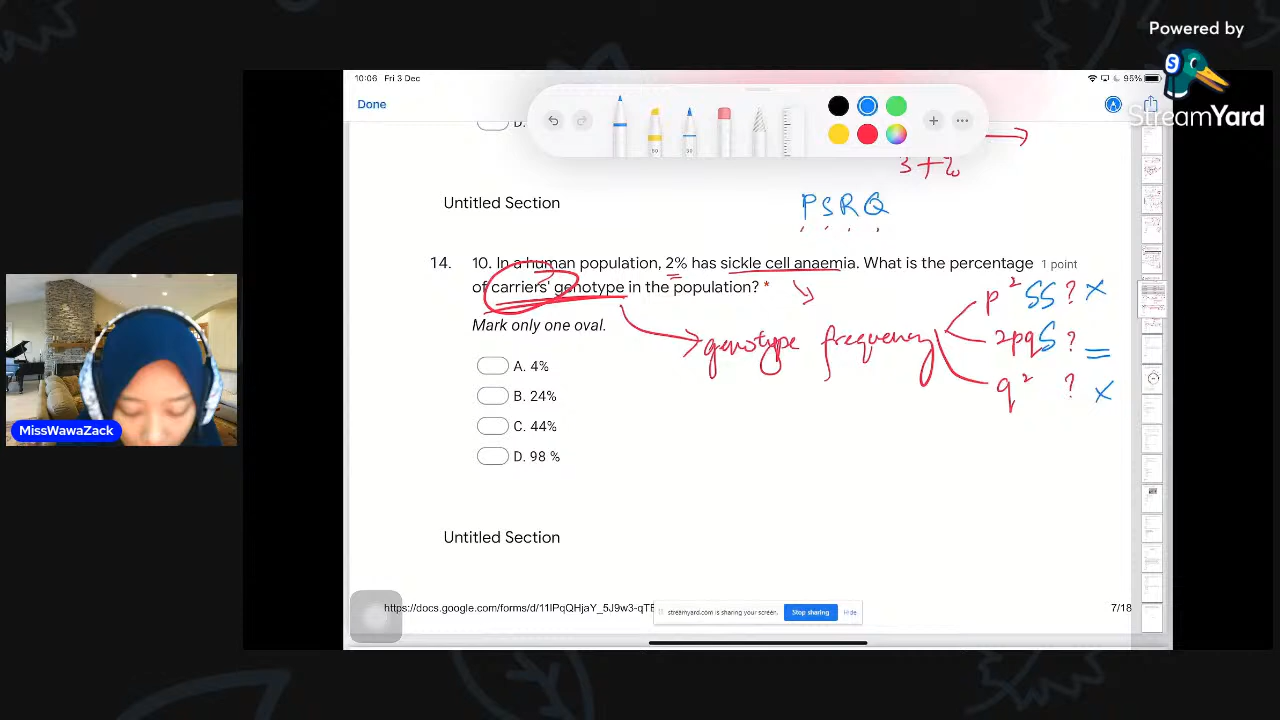 Powered by
StreamYard
10:06 Fri 3 Dec
95%
Done
50
50
D.
3 + 2
Untitled Section
P S R Q
14. 10. In a human population, 2% has sickle cell anaemia. What is the percentage 1 point
of carriers' genotype in the population? *
Mark only one oval.
genotype frequency
p² SS ? x
2pq S ? =
q² ? x
A. 4%
B. 24%
C. 44%
D. 98 %
MissWawaZack
Untitled Section
https://docs.google.com/forms/d/11lPqQHjaY_5J9w3-qTE
streamyard.com is sharing your screen.
Stop sharing
Hide
7/18